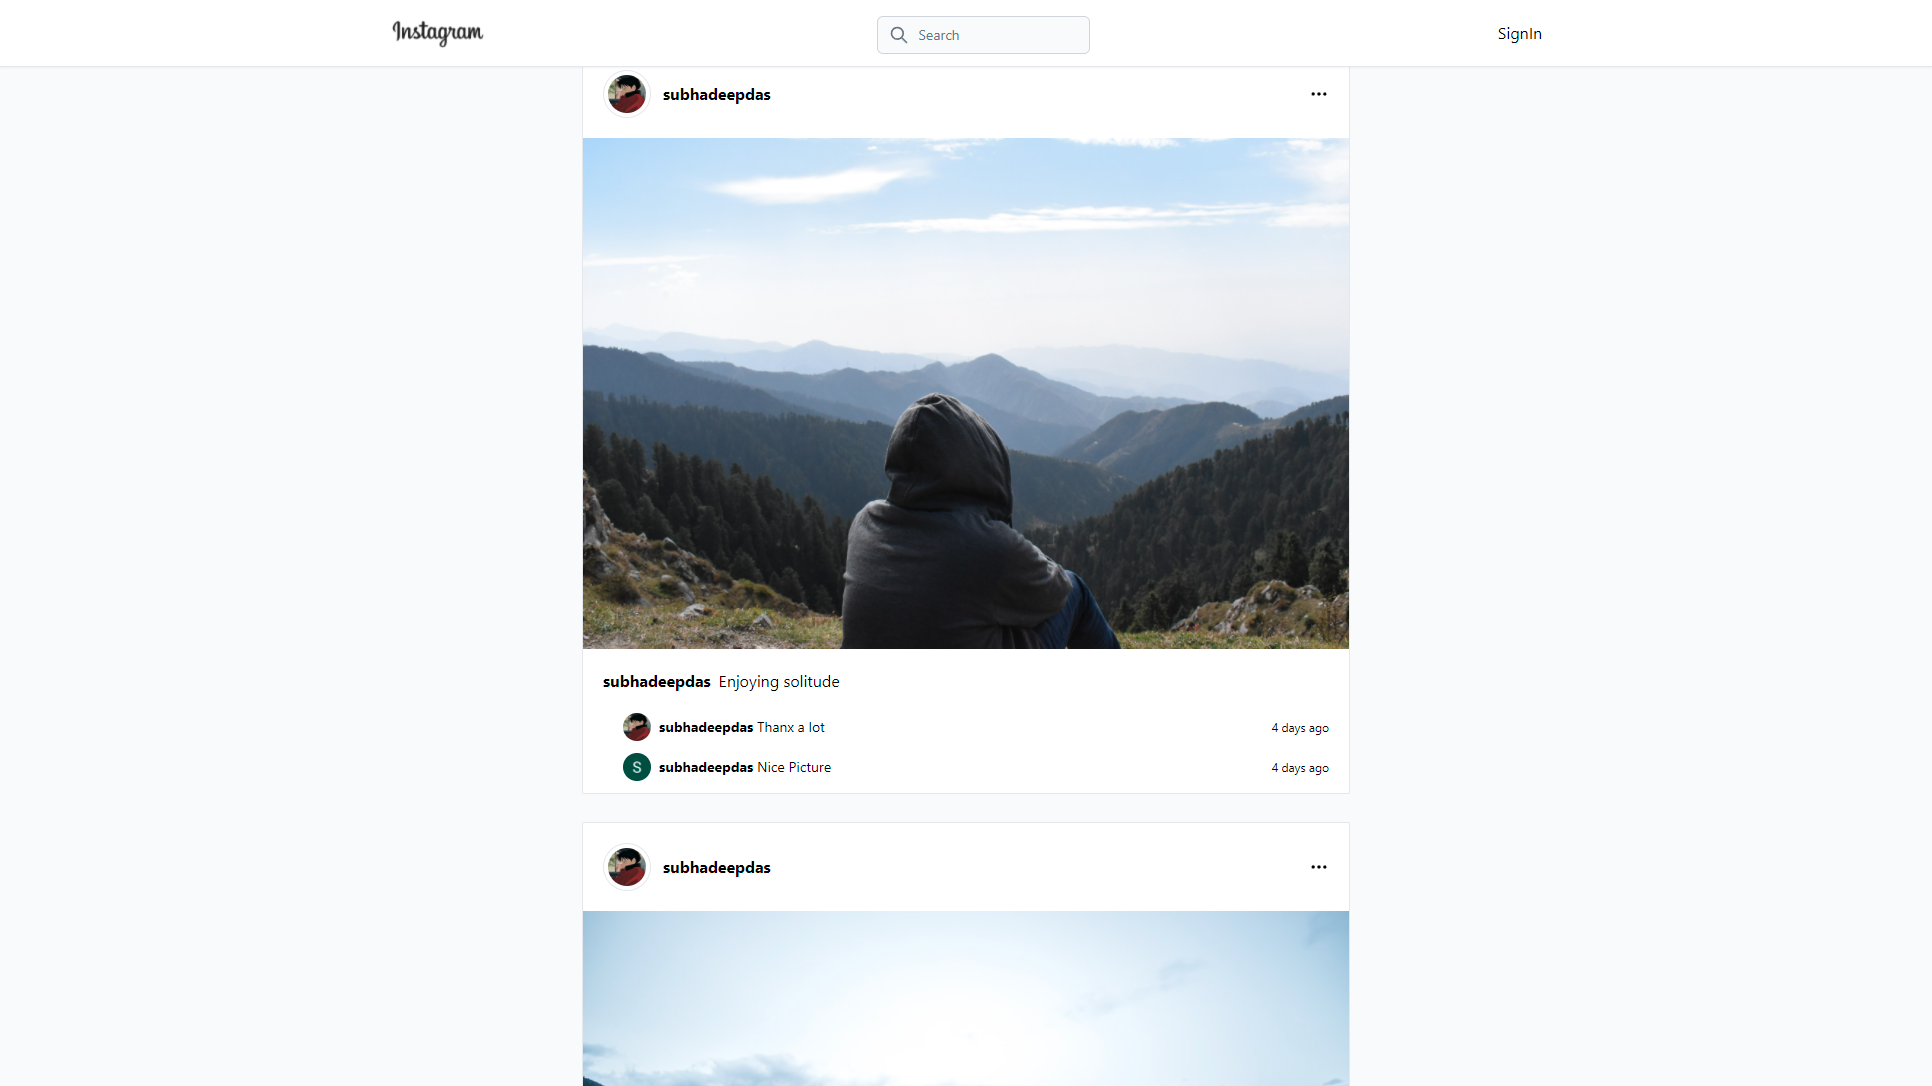 Instagram
Search
SignIn
subhadeepdas
subhadeepdas Enjoying solitude
subhadeepdas Thanx a lot 4 days ago
S subhadeepdas Nice Picture 4 days ago
subhadeepdas